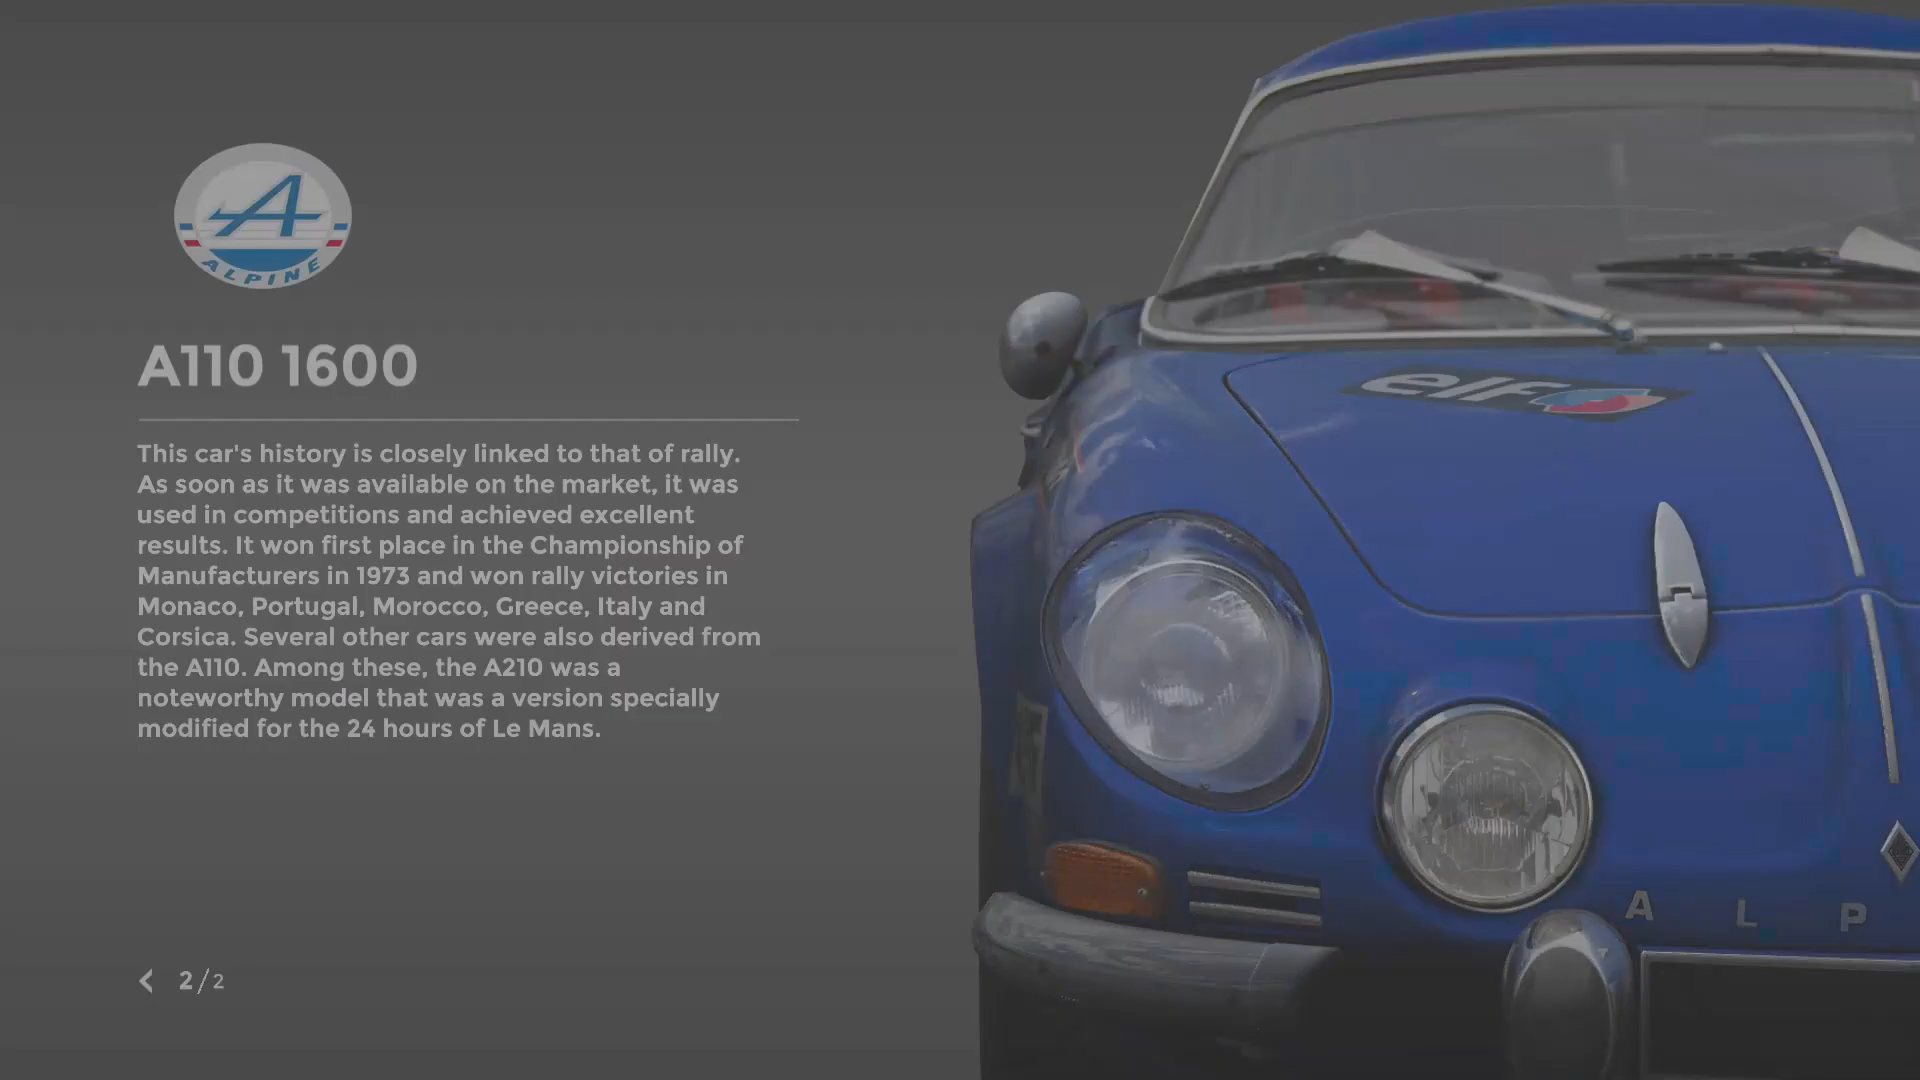 ALPINE
A110 1600
This car's history is closely linked to that of rally.
As soon as it was available on the market, it was
used in competitions and achieved excellent
results. It won first place in the Championship of
Manufacturers in 1973 and won rally victories in
Monaco, Portugal, Morocco, Greece, Italy and
Corsica. Several other cars were also derived from
the A110. Among these, the A210 was a
noteworthy model that was a version specially
modified for the 24 hours of Le Mans.
2/2
elf
A L P